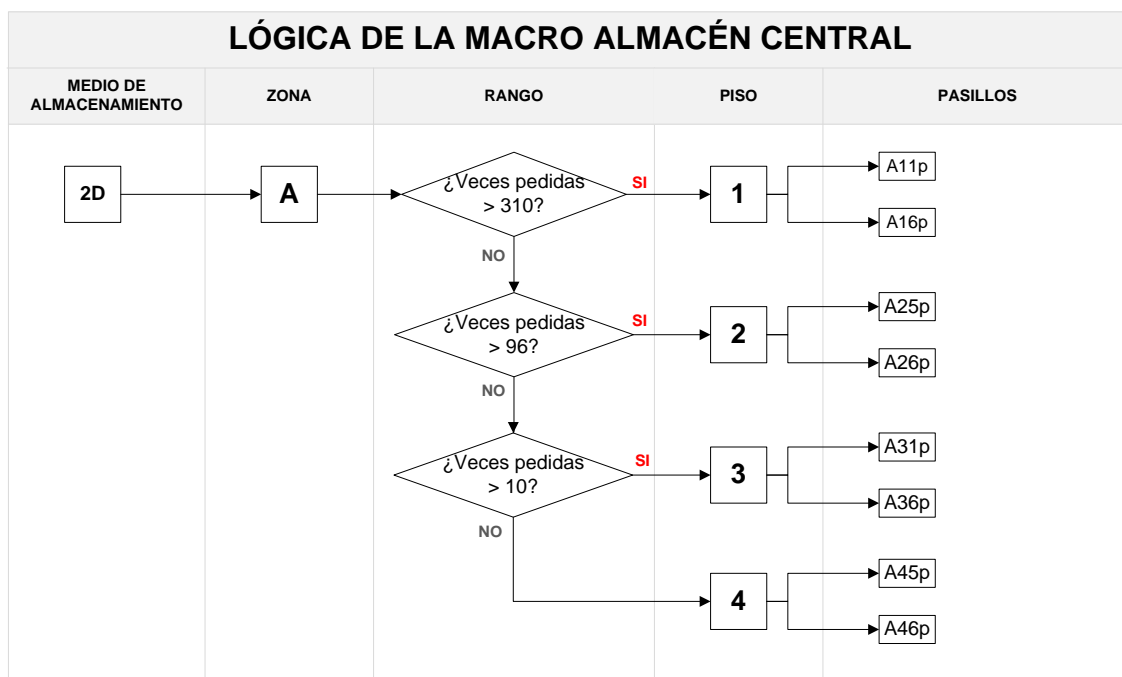 LÓGICA DE LA MACRO ALMACÉN CENTRAL
MEDIO DE
ALMACENAMIENTO
ZONA
RANGO
PISO
PASILLOS
2D
A
¿Veces pedidas
> 310?
SI
1
A11p
A16p
NO
¿Veces pedidas
> 96?
SI
2
A25p
A26p
NO
¿Veces pedidas
> 10?
SI
3
A31p
A36p
NO
4
A45p
A46p